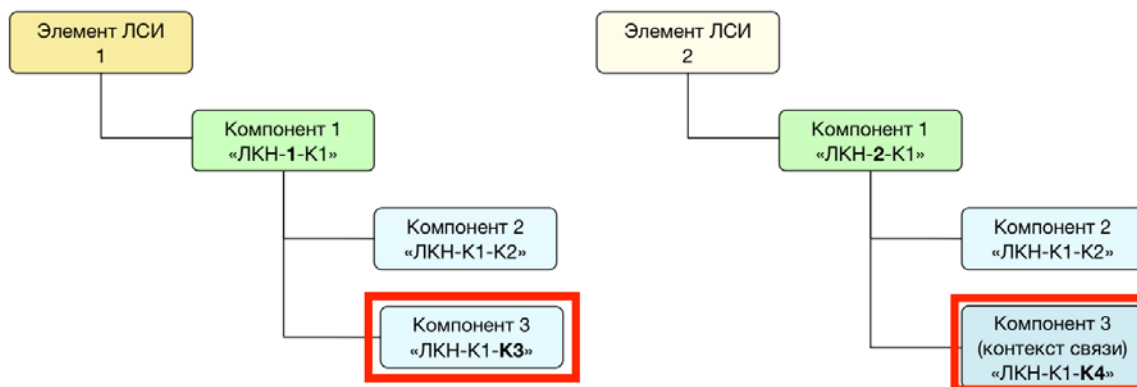 Элемент ЛСИ
1
Компонент 1
«ЛКН-1-К1»
Компонент 2
«ЛКН-К1-К2»
Компонент 3
«ЛКН-К1-К3»
Элемент ЛСИ
2
Компонент 1
«ЛКН-2-К1»
Компонент 2
«ЛКН-К1-К2»
Компонент 3
(контекст связи)
«ЛКН-К1-К4»